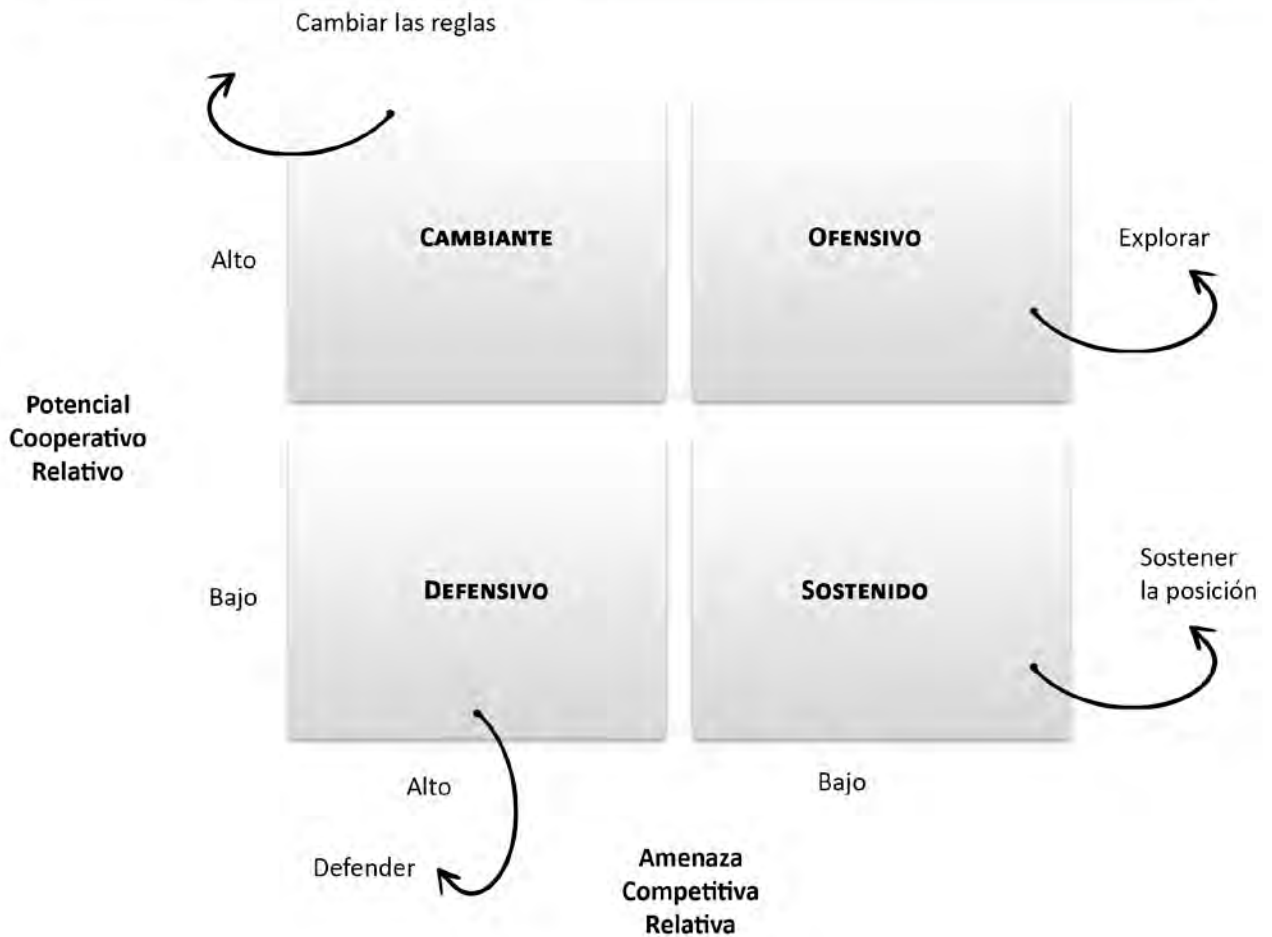 Cambiar las reglas
CAMBIANTE
OFENSIVO
Explorar
Alto
Potencial
Cooperativo
Relativo
Sostener
la posición
Bajo
DEFENSIVO
SOSTENIDO
Alto
Bajo
Defender
Amenaza
Competitiva
Relativa